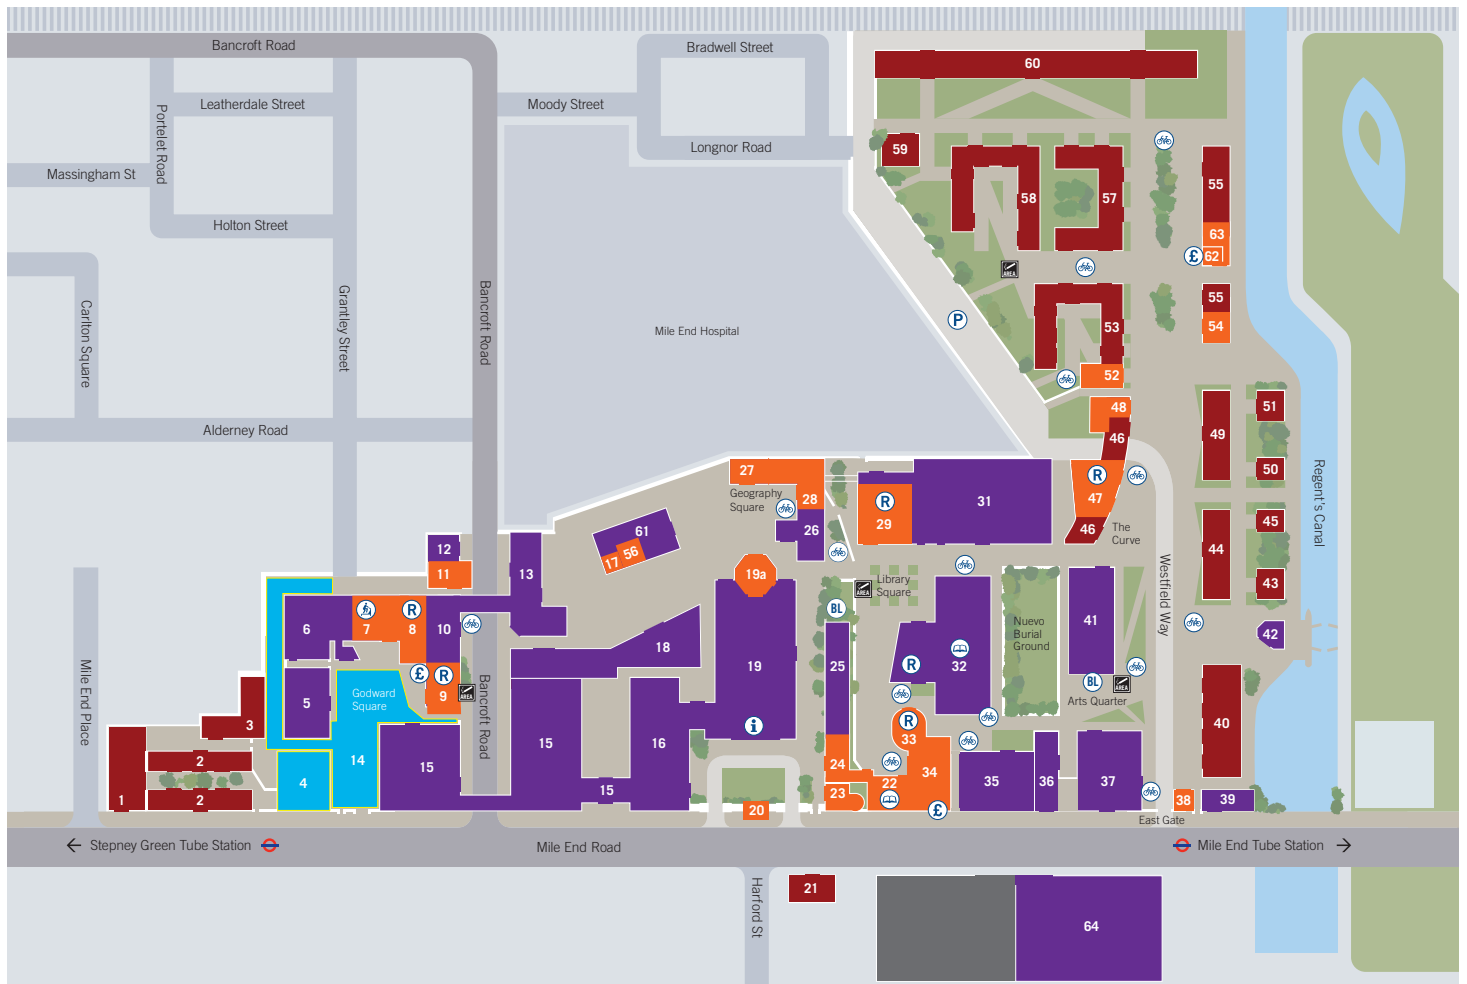 Bancroft Road
Bradwell Street
60
Leatherdale Street
Moody Street
Portelet Road
Longnor Road
59
Massingham St
55
58
57
Holton Street
63
£
62
AREA
55
Carlton Square
Grantley Street
Bancroft Road
P
Mile End Hospital
53
54
52
48
51
Alderney Road
46
49
27
50
R
47
Geography
Square
28
R
29
31
Regent's Canal
45
26
46
The
Curve
61
56
17
12
44
13
11
19a
43
Library
Square
AREA
Westfield Way
BL
41
7
R
8
6
10
Nuevo
Burial
Ground
42
18
19
25
R
32
£
R
9
AREA
BL
AREA
Mile End Place
Godward
Square
5
Bancroft Road
Arts Quarter
3
i
R
33
40
15
16
37
2
14
15
24
34
4
22
35
36
15
23
1
2
38
39
20
£
East Gate
Stepney Green Tube Station
Mile End Road
Mile End Tube Station
21
Harford St
64